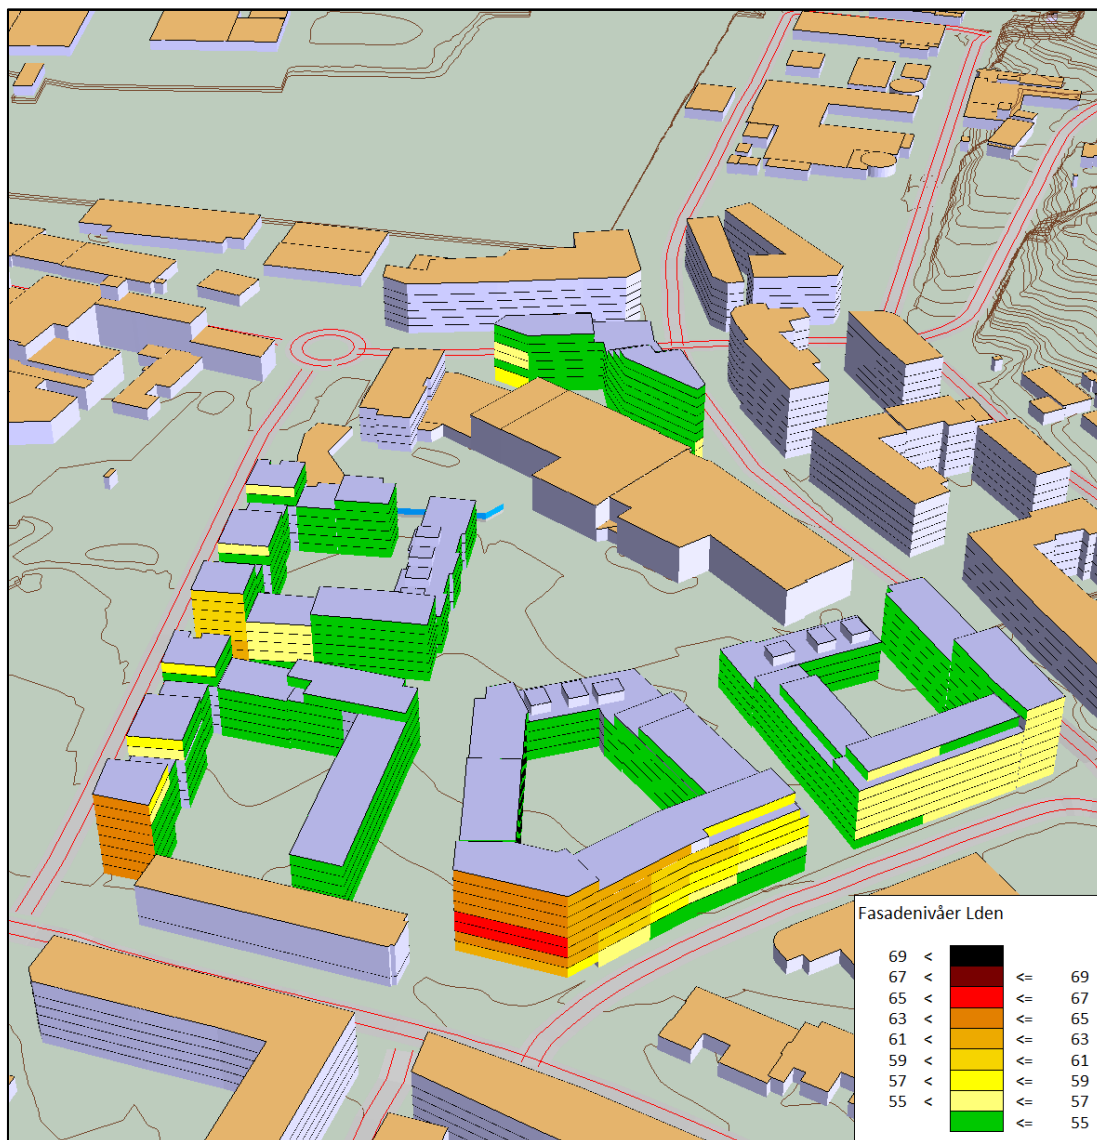 Fasadenivåer Lden
69 <
67 < <= 69
65 < <= 67
63 < <= 65
61 < <= 63
59 < <= 61
57 < <= 59
55 < <= 57
<= 55